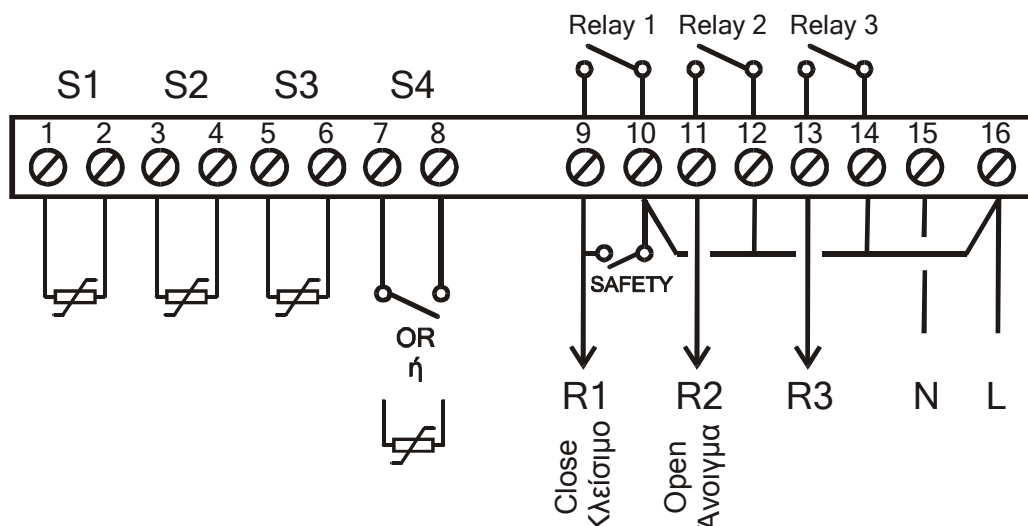 Relay 1 Relay 2 Relay 3
S1 S2 S3 S4
1 2 3 4 5 6 7 8 9 10 11 12 13 14 15 16
SAFETY
OR
ή
R1 R2 R3 N L
Close
Κλείσιμο
Open
Άνοιγμα